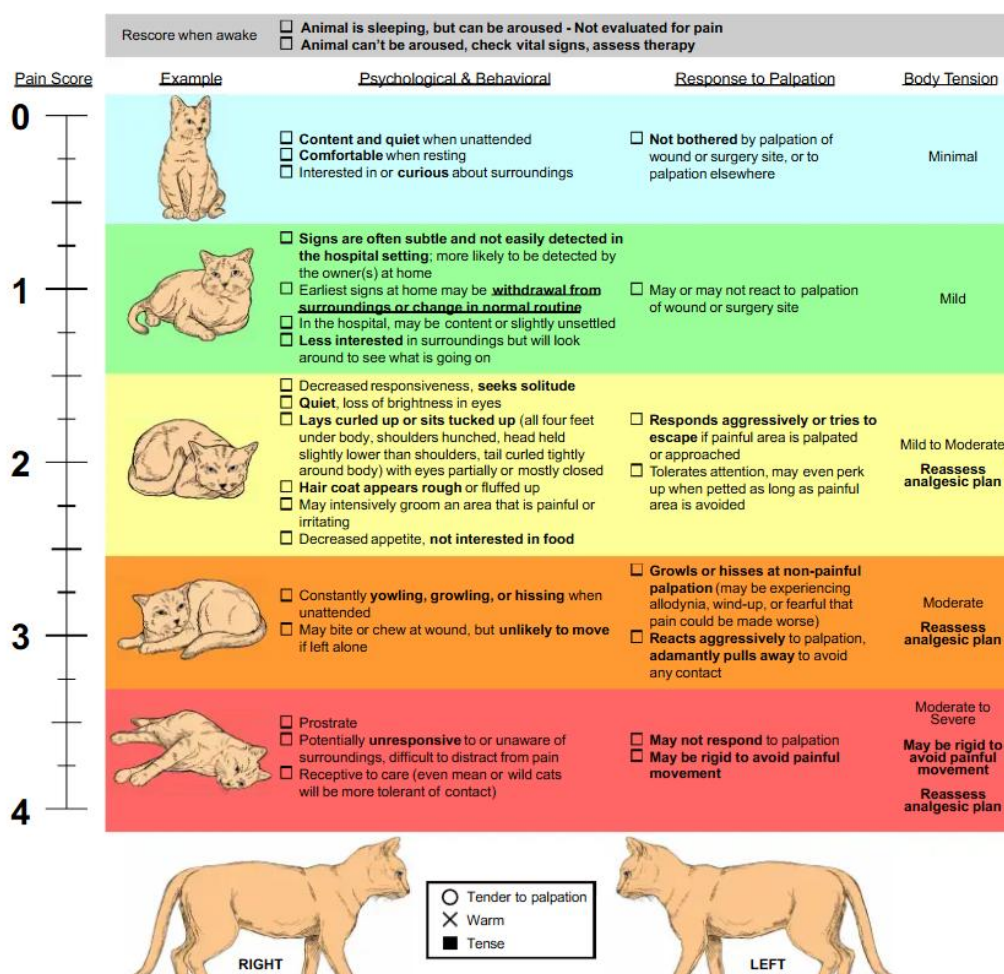 Rescore when awake
☐ Animal is sleeping, but can be aroused - Not evaluated for pain
☐ Animal can't be aroused, check vital signs, assess therapy
Pain Score
Example
Psychological & Behavioral
Response to Palpation
Body Tension
0
☐ Content and quiet when unattended
☐ Comfortable when resting
☐ Interested in or curious about surroundings
☐ Not bothered by palpation of
wound or surgery site, or to
palpation elsewhere
Minimal
1
☐ Signs are often subtle and not easily detected in
the hospital setting; more likely to be detected by
the owner(s) at home
☐ Earliest signs at home may be withdrawal from
surroundings or change in normal routine
☐ In the hospital, may be content or slightly unsettled
☐ Less interested in surroundings but will look
around to see what is going on
☐ May or may not react to palpation
of wound or surgery site
Mild
2
☐ Decreased responsiveness, seeks solitude
☐ Quiet, loss of brightness in eyes
☐ Lays curled up or sits tucked up (all four feet
under body, shoulders hunched, head held
slightly lower than shoulders, tail curled tightly
around body) with eyes partially or mostly closed
☐ Hair coat appears rough or fluffed up
☐ May intensively groom an area that is painful or
irritating
☐ Decreased appetite, not interested in food
☐ Responds aggressively or tries to
escape if painful area is palpated
or approached
☐ Tolerates attention, may even perk
up when petted as long as painful
area is avoided
Mild to Moderate
Reassess
analgesic plan
3
☐ Constantly yowling, growling, or hissing when
unattended
☐ May bite or chew at wound, but unlikely to move
if left alone
☐ Growls or hisses at non-painful
palpation (may be experiencing
allodynia, wind-up, or fearful that
pain could be made worse)
☐ Reacts aggressively to palpation,
adamantly pulls away to avoid
any contact
Moderate
Reassess
analgesic plan
4
☐ Prostrate
☐ Potentially unresponsive to or unaware of
surroundings, difficult to distract from pain
☐ Receptive to care (even mean or wild cats
will be more tolerant of contact)
☐ May not respond to palpation
☐ May be rigid to avoid painful
movement
Moderate to
Severe
May be rigid to
avoid painful
movement
Reassess
analgesic plan
RIGHT
○ Tender to palpation
✕ Warm
■ Tense
LEFT